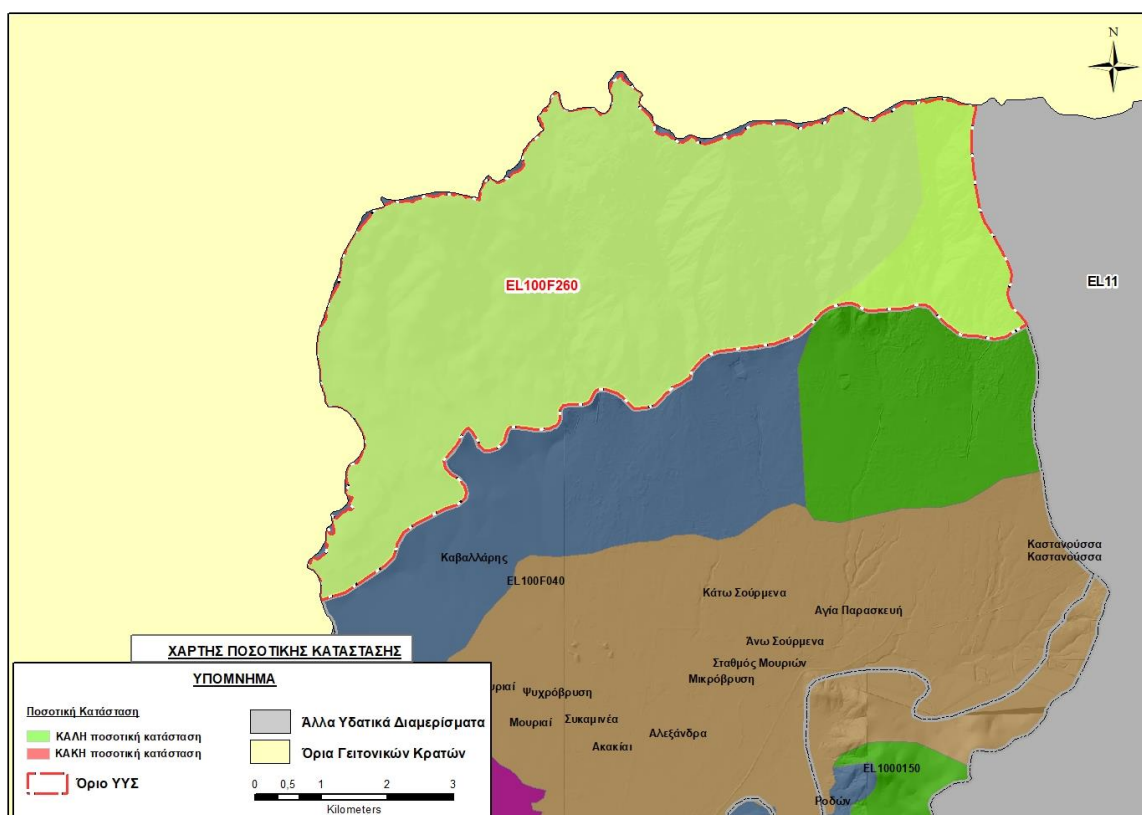 N
EL100F260
EL11
Καβαλλάρης
EL100F040
Καστανούσσα
Καστανούσσα
Κάτω Σούρμενα
Αγία Παρασκευή
Άνω Σούρμενα
Σταθμός Μουριών
Μικρόβρυση
Ψυχρόβρυση
Μουριαί
Συκαμινέα
Αλεξάνδρα
Ακακίαι
EL1000150
Ροδών
ΧΑΡΤΗΣ ΠΟΣΟΤΙΚΗΣ ΚΑΤΑΣΤΑΣΗΣ
ΥΠΟΜΝΗΜΑ
Ποσοτική Κατάσταση
ΚΑΛΗ ποσοτική κατάσταση
ΚΑΚΗ ποσοτική κατάσταση
Όριο ΥΥΣ
Άλλα Υδατικά Διαμερίσματα
Όρια Γειτονικών Κρατών
0 0,5 1 2 3
Kilometers